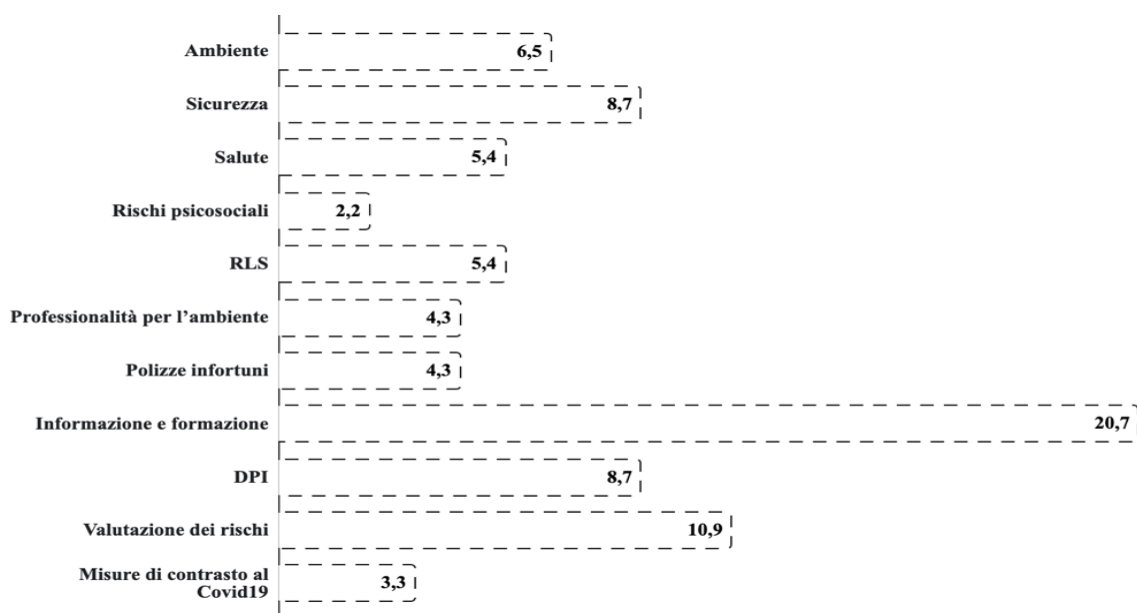 Ambiente 6,5
Sicurezza 8,7
Salute 5,4
Rischi psicosociali 2,2
RLS 5,4
Professionalità per l’ambiente 4,3
Polizze infortuni 4,3
Informazione e formazione 20,7
DPI 8,7
Valutazione dei rischi 10,9
Misure di contrasto al
Covid19 3,3